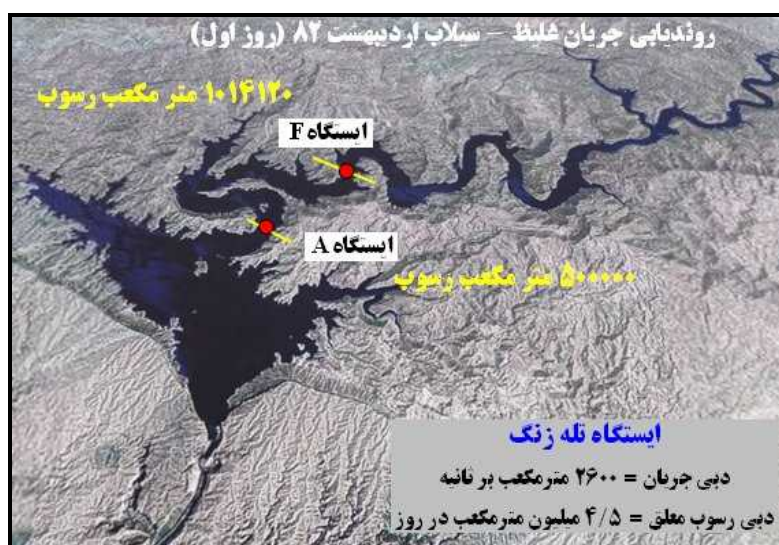 روندیابی جریان غلیظ – سیلاب اردیبهشت ۸۲ (روز اول)
۱۰۱۴۱۲۰ متر مکعب رسوب
ایستگاه F
ایستگاه A
۵۰۰۰۰۰ متر مکعب رسوب
ایستگاه تله زنگ
دبی جریان = ۲۶۰۰ مترمکعب بر ثانیه
دبی رسوب معلق = ۴/۵ میلیون مترمکعب در روز